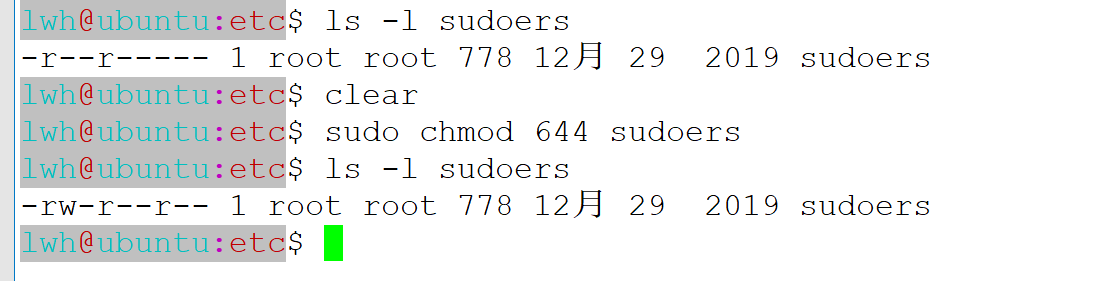 lwh@ubuntu:etc$ ls -l sudoers
-r--r----- 1 root root 778 12月 29  2019 sudoers
lwh@ubuntu:etc$ clear
lwh@ubuntu:etc$ sudo chmod 644 sudoers
lwh@ubuntu:etc$ ls -l sudoers
-rw-r--r-- 1 root root 778 12月 29  2019 sudoers
lwh@ubuntu:etc$